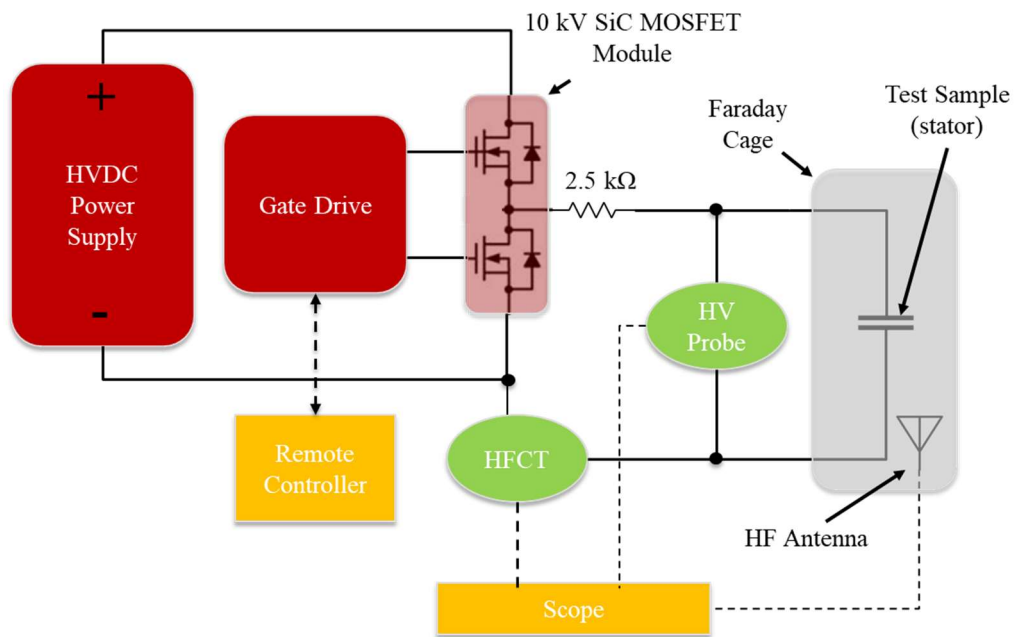 10 kV SiC MOSFET
Module
+
HVDC
Power
Supply
-
Gate Drive
2.5 kΩ
Faraday
Cage
Test Sample
(stator)
HV
Probe
Remote
Controller
HFCT
HF Antenna
Scope